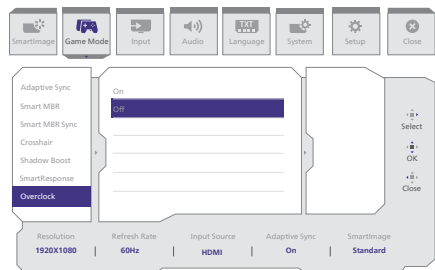 SmartImage
Game Mode
Input
TXT
Audio
Language
System
Setup
Close
Adaptive Sync
Smart MBR
Smart MBR Sync
Crosshair
Shadow Boost
SmartResponse
Overclock
On
Off
Select
OK
Close
Resolution
Refresh Rate
Input Source
Adaptive Sync
SmartImage
1920X1080 | 60Hz | HDMI | On | Standard